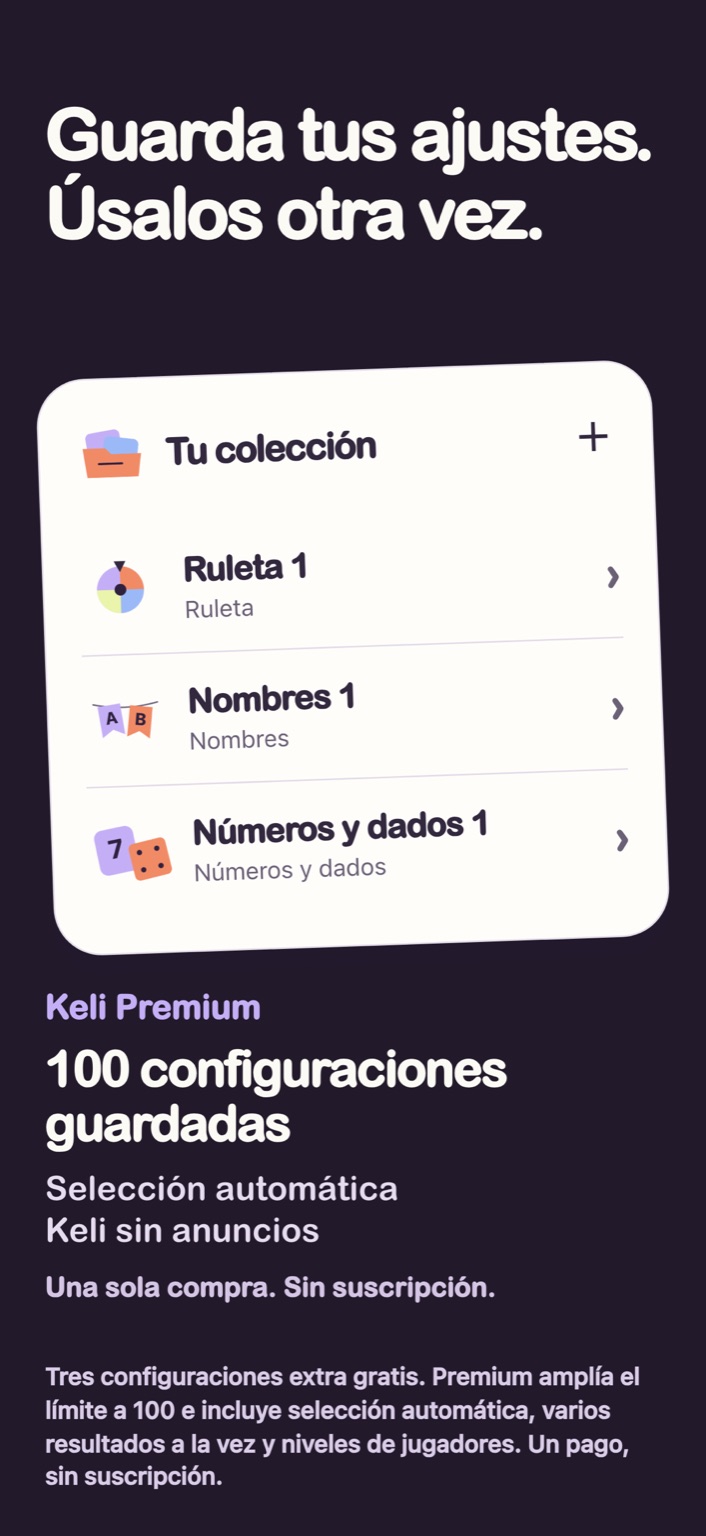 Guarda tus ajustes.
Úsalos otra vez.
Tu colección
+
Ruleta 1
Ruleta
›
A B
Nombres 1
Nombres
›
7
Números y dados 1
Números y dados
›
Keli Premium
100 configuraciones
guardadas
Selección automática
Keli sin anuncios
Una sola compra. Sin suscripción.
Tres configuraciones extra gratis. Premium amplía el
límite a 100 e incluye selección automática, varios
resultados a la vez y niveles de jugadores. Un pago,
sin suscripción.